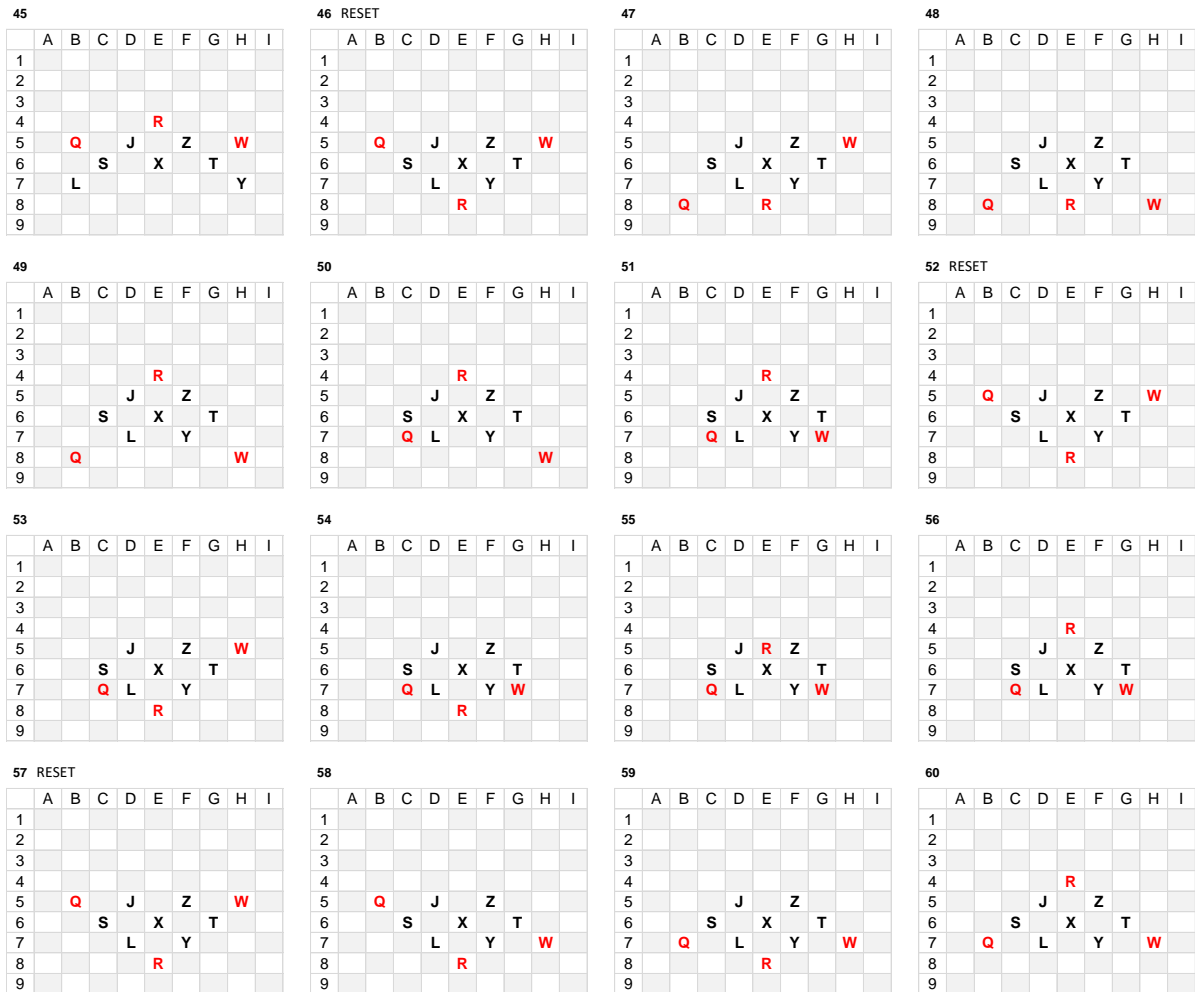 45 46 RESET 47 48
A B C D E F G H I A B C D E F G H I A B C D E F G H I A B C D E F G H I
1 1 1 1
2 2 2 2
3 3 3 3
4 R 4 4 4
5 Q J Z W 5 Q J Z W 5 J Z W 5 J Z
6 S X T 6 S X T 6 S X T 6 S X T
7 L Y 7 L Y 7 L Y 7 L Y
8 8 R 8 Q R 8 Q R W
9 9 9 9
49 50 51 52 RESET
A B C D E F G H I A B C D E F G H I A B C D E F G H I A B C D E F G H I
1 1 1 1
2 2 2 2
3 3 3 3
4 R 4 R 4 R 4
5 J Z 5 J Z 5 J Z 5 Q J Z W
6 S X T 6 S X T 6 S X T 6 S X T
7 L Y 7 Q L Y 7 Q L Y W 7 L Y
8 Q W 8 W 8 8 R
9 9 9 9
53 54 55 56
A B C D E F G H I A B C D E F G H I A B C D E F G H I A B C D E F G H I
1 1 1 1
2 2 2 2
3 3 3 3
4 4 4 4 R
5 J Z W 5 J Z 5 J R Z 5 J Z
6 S X T 6 S X T 6 S X T 6 S X T
7 Q L Y 7 Q L Y W 7 Q L Y W 7 Q L Y W
8 R 8 R 8 8
9 9 9 9
57 RESET 58 59 60
A B C D E F G H I A B C D E F G H I A B C D E F G H I A B C D E F G H I
1 1 1 1
2 2 2 2
3 3 3 3
4 4 4 4 R
5 Q J Z W 5 Q J Z 5 J Z 5 J Z
6 S X T 6 S X T 6 S X T 6 S X T
7 L Y 7 L Y W 7 Q L Y W 7 Q L Y W
8 R 8 R 8 R 8
9 9 9 9